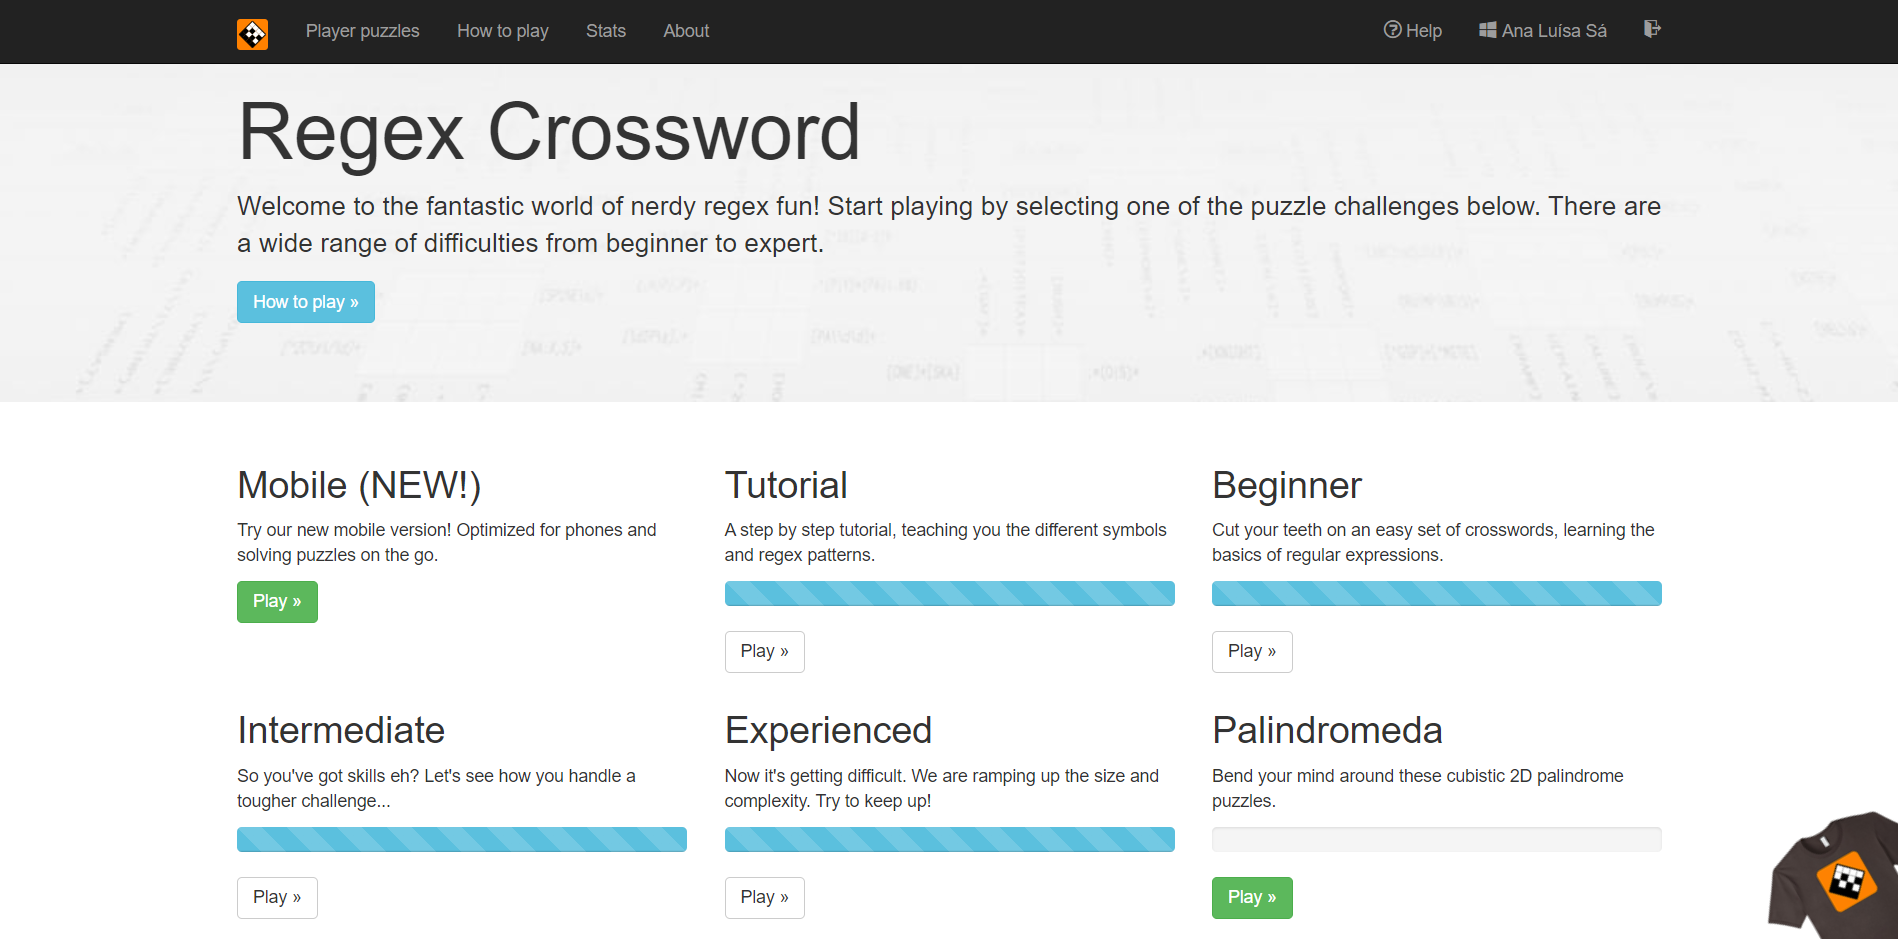 Player puzzles How to play Stats About Help Ana Luísa Sá
Regex Crossword
Welcome to the fantastic world of nerdy regex fun! Start playing by selecting one of the puzzle challenges below. There are
a wide range of difficulties from beginner to expert.
How to play »
Mobile (NEW!)
Try our new mobile version! Optimized for phones and
solving puzzles on the go.
Play »
Tutorial
A step by step tutorial, teaching you the different symbols
and regex patterns.
Play »
Beginner
Cut your teeth on an easy set of crosswords, learning the
basics of regular expressions.
Play »
Intermediate
So you've got skills eh? Let's see how you handle a
tougher challenge...
Play »
Experienced
Now it's getting difficult. We are ramping up the size and
complexity. Try to keep up!
Play »
Palindromeda
Bend your mind around these cubistic 2D palindrome
puzzles.
Play »